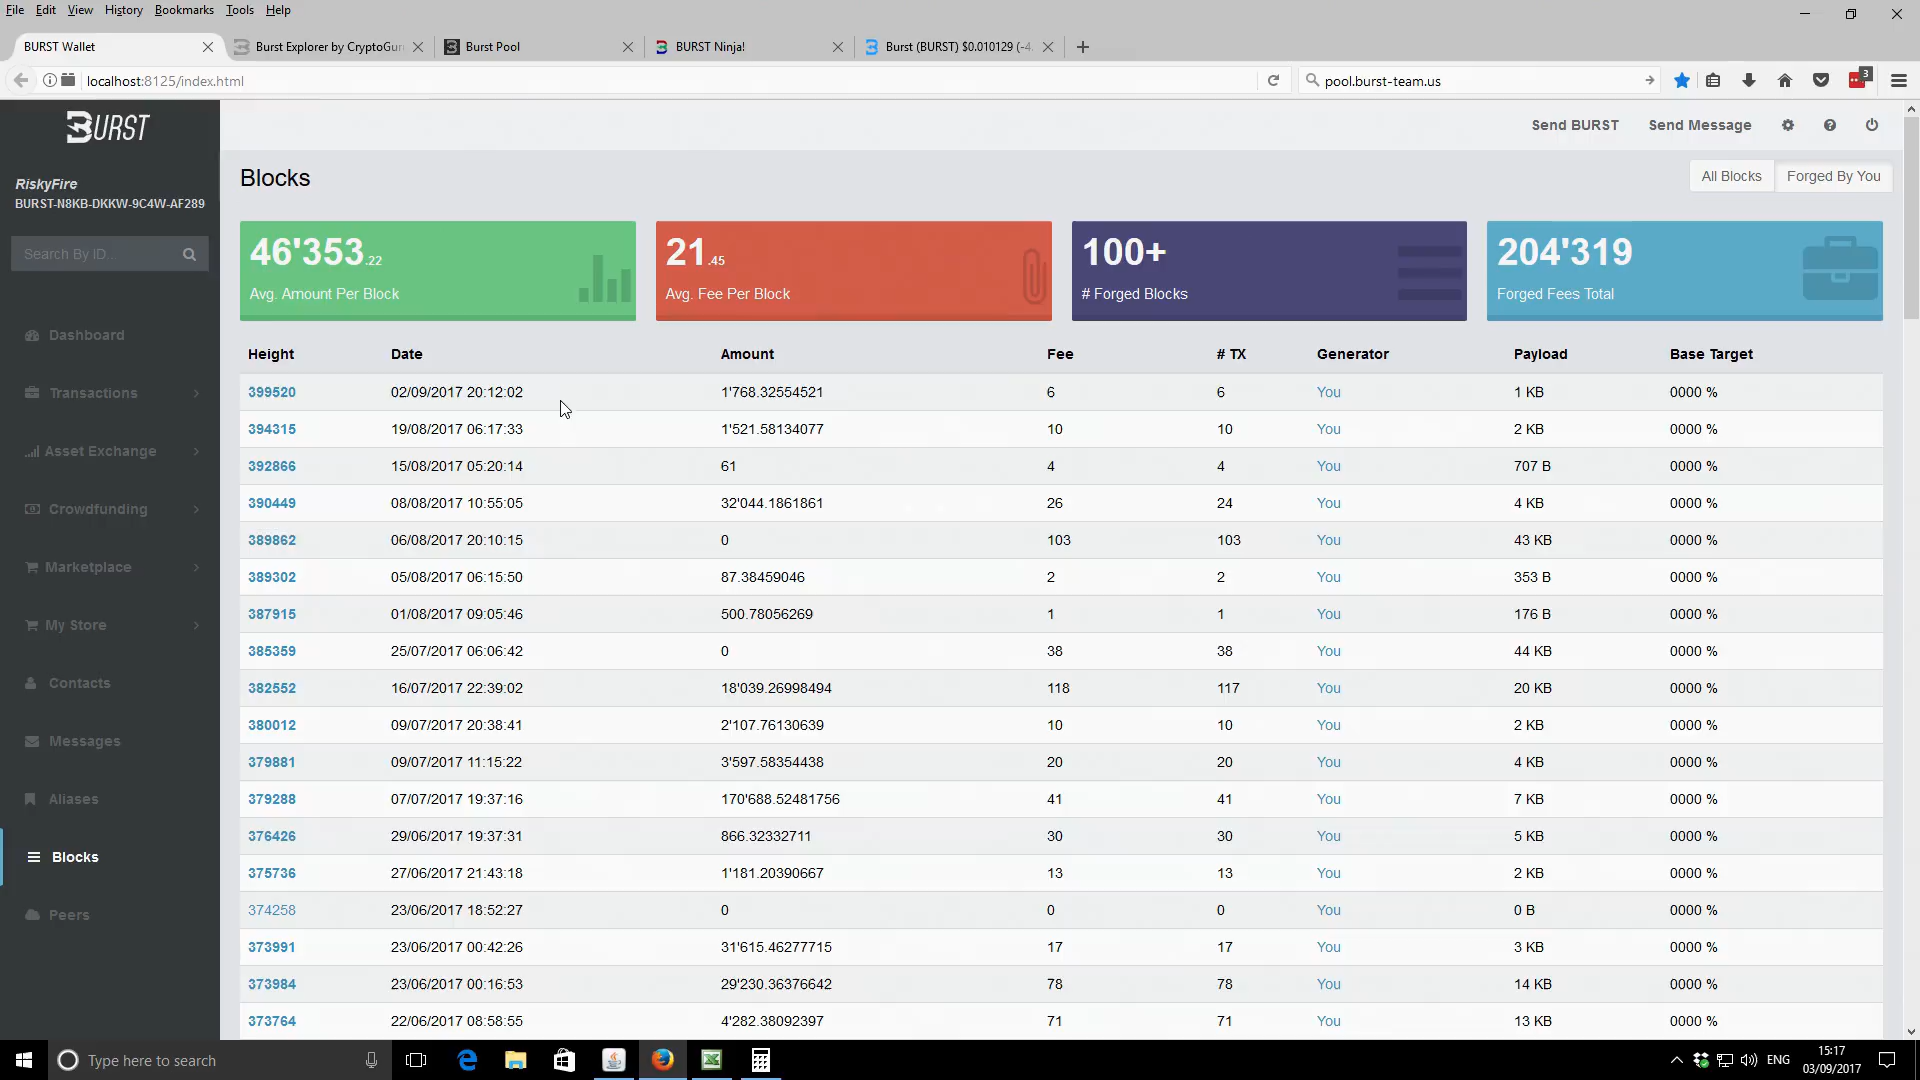 File Edit View History Bookmarks Tools Help
BURST Wallet
Burst Explorer by CryptoGur
Burst Pool
BURST Ninja!
Burst (BURST) $0.010129 (-4.
localhost:8125/index.html
pool.burst-team.us
3
BURST
Send BURST
Send Message
RiskyFire
BURST-N8KB-DKKW-9C4W-AF289
Search By ID...
Dashboard
Transactions
Asset Exchange
Crowdfunding
Marketplace
My Store
Contacts
Messages
Aliases
Blocks
Peers
Blocks
All Blocks
Forged By You
46'353.22
Avg. Amount Per Block
21.45
Avg. Fee Per Block
100+
# Forged Blocks
204'319
Forged Fees Total
Height Date Amount Fee # TX Generator Payload Base Target
399520 02/09/2017 20:12:02 1'768.32554521 6 6 You 1 KB 0000 %
394315 19/08/2017 06:17:33 1'521.58134077 10 10 You 2 KB 0000 %
392866 15/08/2017 05:20:14 61 4 4 You 707 B 0000 %
390449 08/08/2017 10:55:05 32'044.1861861 26 24 You 4 KB 0000 %
389862 06/08/2017 20:10:15 0 103 103 You 43 KB 0000 %
389302 05/08/2017 06:15:50 87.38459046 2 2 You 353 B 0000 %
387915 01/08/2017 09:05:46 500.78056269 1 1 You 176 B 0000 %
385359 25/07/2017 06:06:42 0 38 38 You 44 KB 0000 %
382552 16/07/2017 22:39:02 18'039.26998494 118 117 You 20 KB 0000 %
380012 09/07/2017 20:38:41 2'107.76130639 10 10 You 2 KB 0000 %
379881 09/07/2017 11:15:22 3'597.58354438 20 20 You 4 KB 0000 %
379288 07/07/2017 19:37:16 170'688.52481756 41 41 You 7 KB 0000 %
376426 29/06/2017 19:37:31 866.32332711 30 30 You 5 KB 0000 %
375736 27/06/2017 21:43:18 1'181.20390667 13 13 You 2 KB 0000 %
374258 23/06/2017 18:52:27 0 0 0 You 0 B 0000 %
373991 23/06/2017 00:42:26 31'615.46277715 17 17 You 3 KB 0000 %
373984 23/06/2017 00:16:53 29'230.36376642 78 78 You 14 KB 0000 %
373764 22/06/2017 08:58:55 4'282.38092397 71 71 You 13 KB 0000 %
Type here to search
ENG
15:17
03/09/2017